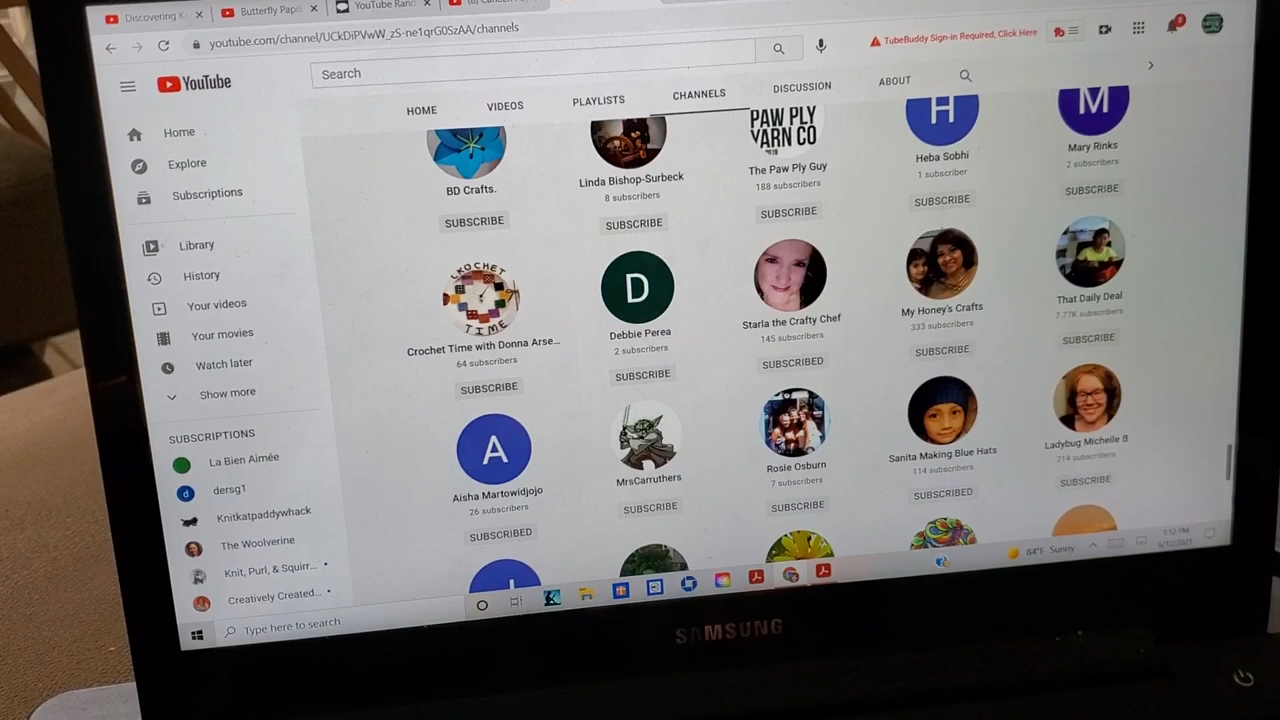 Discovering K
Butterfly Papil
YouTube Rand
youtube.com/channel/UCkDiPVwW_zS-ne1qrG0SzAA/channels
YouTube
Search
TubeBuddy Sign-in Required, Click Here
tb
8
HOME
VIDEOS
PLAYLISTS
CHANNELS
DISCUSSION
ABOUT
Home
Explore
Subscriptions
Library
History
Your videos
Your movies
Watch later
Show more
SUBSCRIPTIONS
La Bien Aimée
d
dersg1
Knitkatpaddywhack
The Woolverine
Knit, Purl, & Squirr...
Creatively Created...
BD Crafts.
SUBSCRIBE
Linda Bishop-Surbeck
8 subscribers
SUBSCRIBE
PAW PLY
YARN CO
The Paw Ply Guy
188 subscribers
SUBSCRIBE
H
Heba Sobhi
1 subscriber
SUBSCRIBE
M
Mary Rinks
2 subscribers
SUBSCRIBE
CROCHET
TIME
Crochet Time with Donna Arse...
64 subscribers
SUBSCRIBE
D
Debbie Perea
2 subscribers
SUBSCRIBE
Starla the Crafty Chef
145 subscribers
SUBSCRIBED
My Honey's Crafts
333 subscribers
SUBSCRIBE
That Daily Deal
7.77K subscribers
SUBSCRIBE
A
Aisha Martowidjojo
26 subscribers
SUBSCRIBED
MrsCarruthers
SUBSCRIBE
Rosie Osburn
7 subscribers
SUBSCRIBE
Sanita Making Blue Hats
114 subscribers
SUBSCRIBED
Ladybug Michelle B
214 subscribers
SUBSCRIBE
Type here to search
84°F Sunny
SAMSUNG